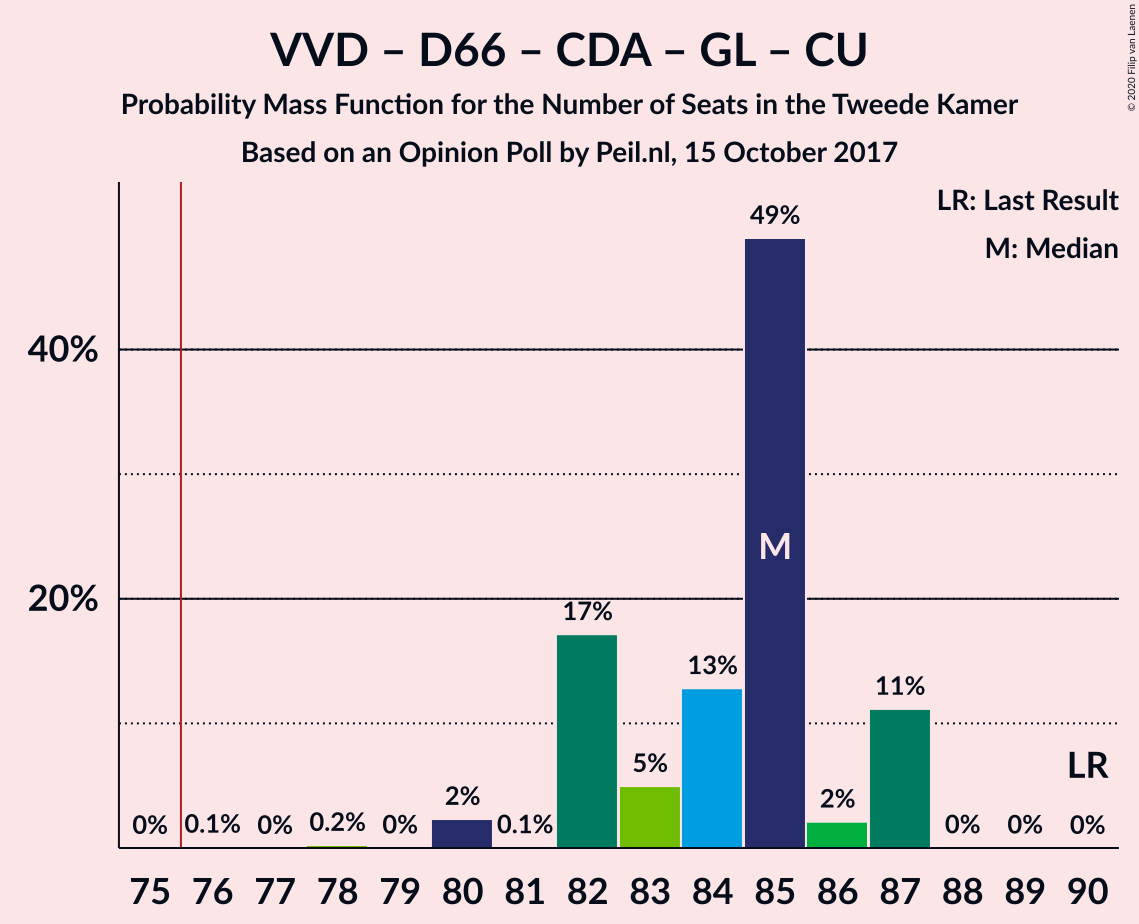 VVD – D66 – CDA – GL – CU
Probability Mass Function for the Number of Seats in the Tweede Kamer
Based on an Opinion Poll by Peil.nl, 15 October 2017
© 2020 Filip van Laenen
LR: Last Result
M: Median
40%
20%
0%
0.1%
0%
0.2%
0%
2%
0.1%
17%
5%
13%
49%
M
2%
11%
0%
0%
0%
LR
75 76 77 78 79 80 81 82 83 84 85 86 87 88 89 90